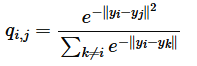 q_{i,j} = \frac{e^{-\|y_i - y_j\|^2}}{\sum_{k \neq i} e^{-\|y_i - y_k\|}}